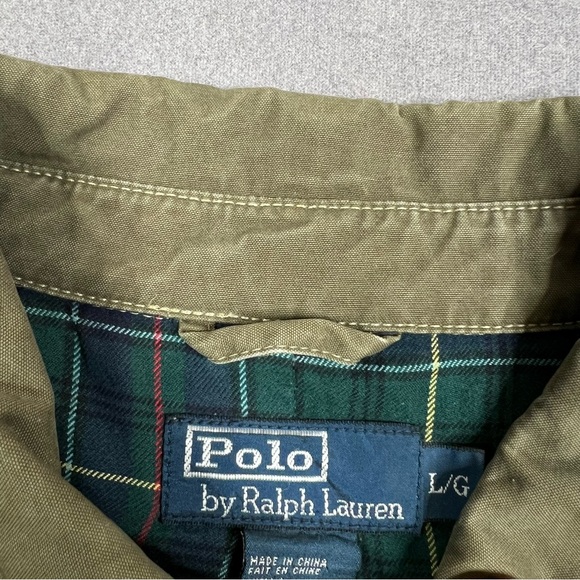 Polo
by Ralph Lauren
L/G
MADE IN CHINA
FAIT EN CHINE